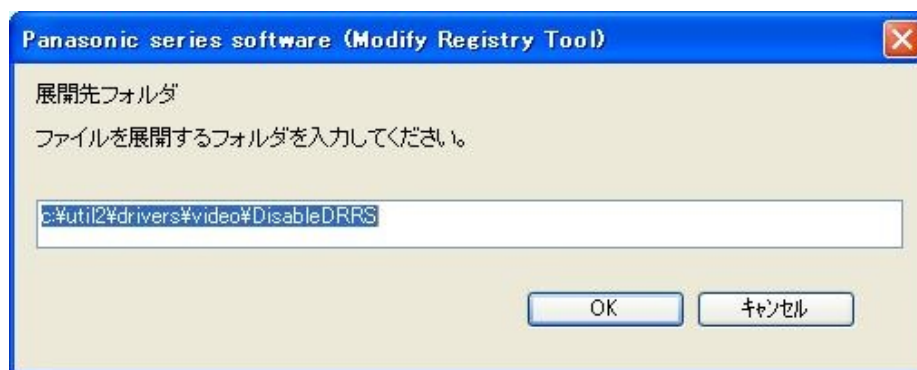 Panasonic series software (Modify Registry Tool)
展開先フォルダ
ファイルを展開するフォルダを入力してください。
c:¥util2¥drivers¥video¥DisableDRRS
OK
キャンセル